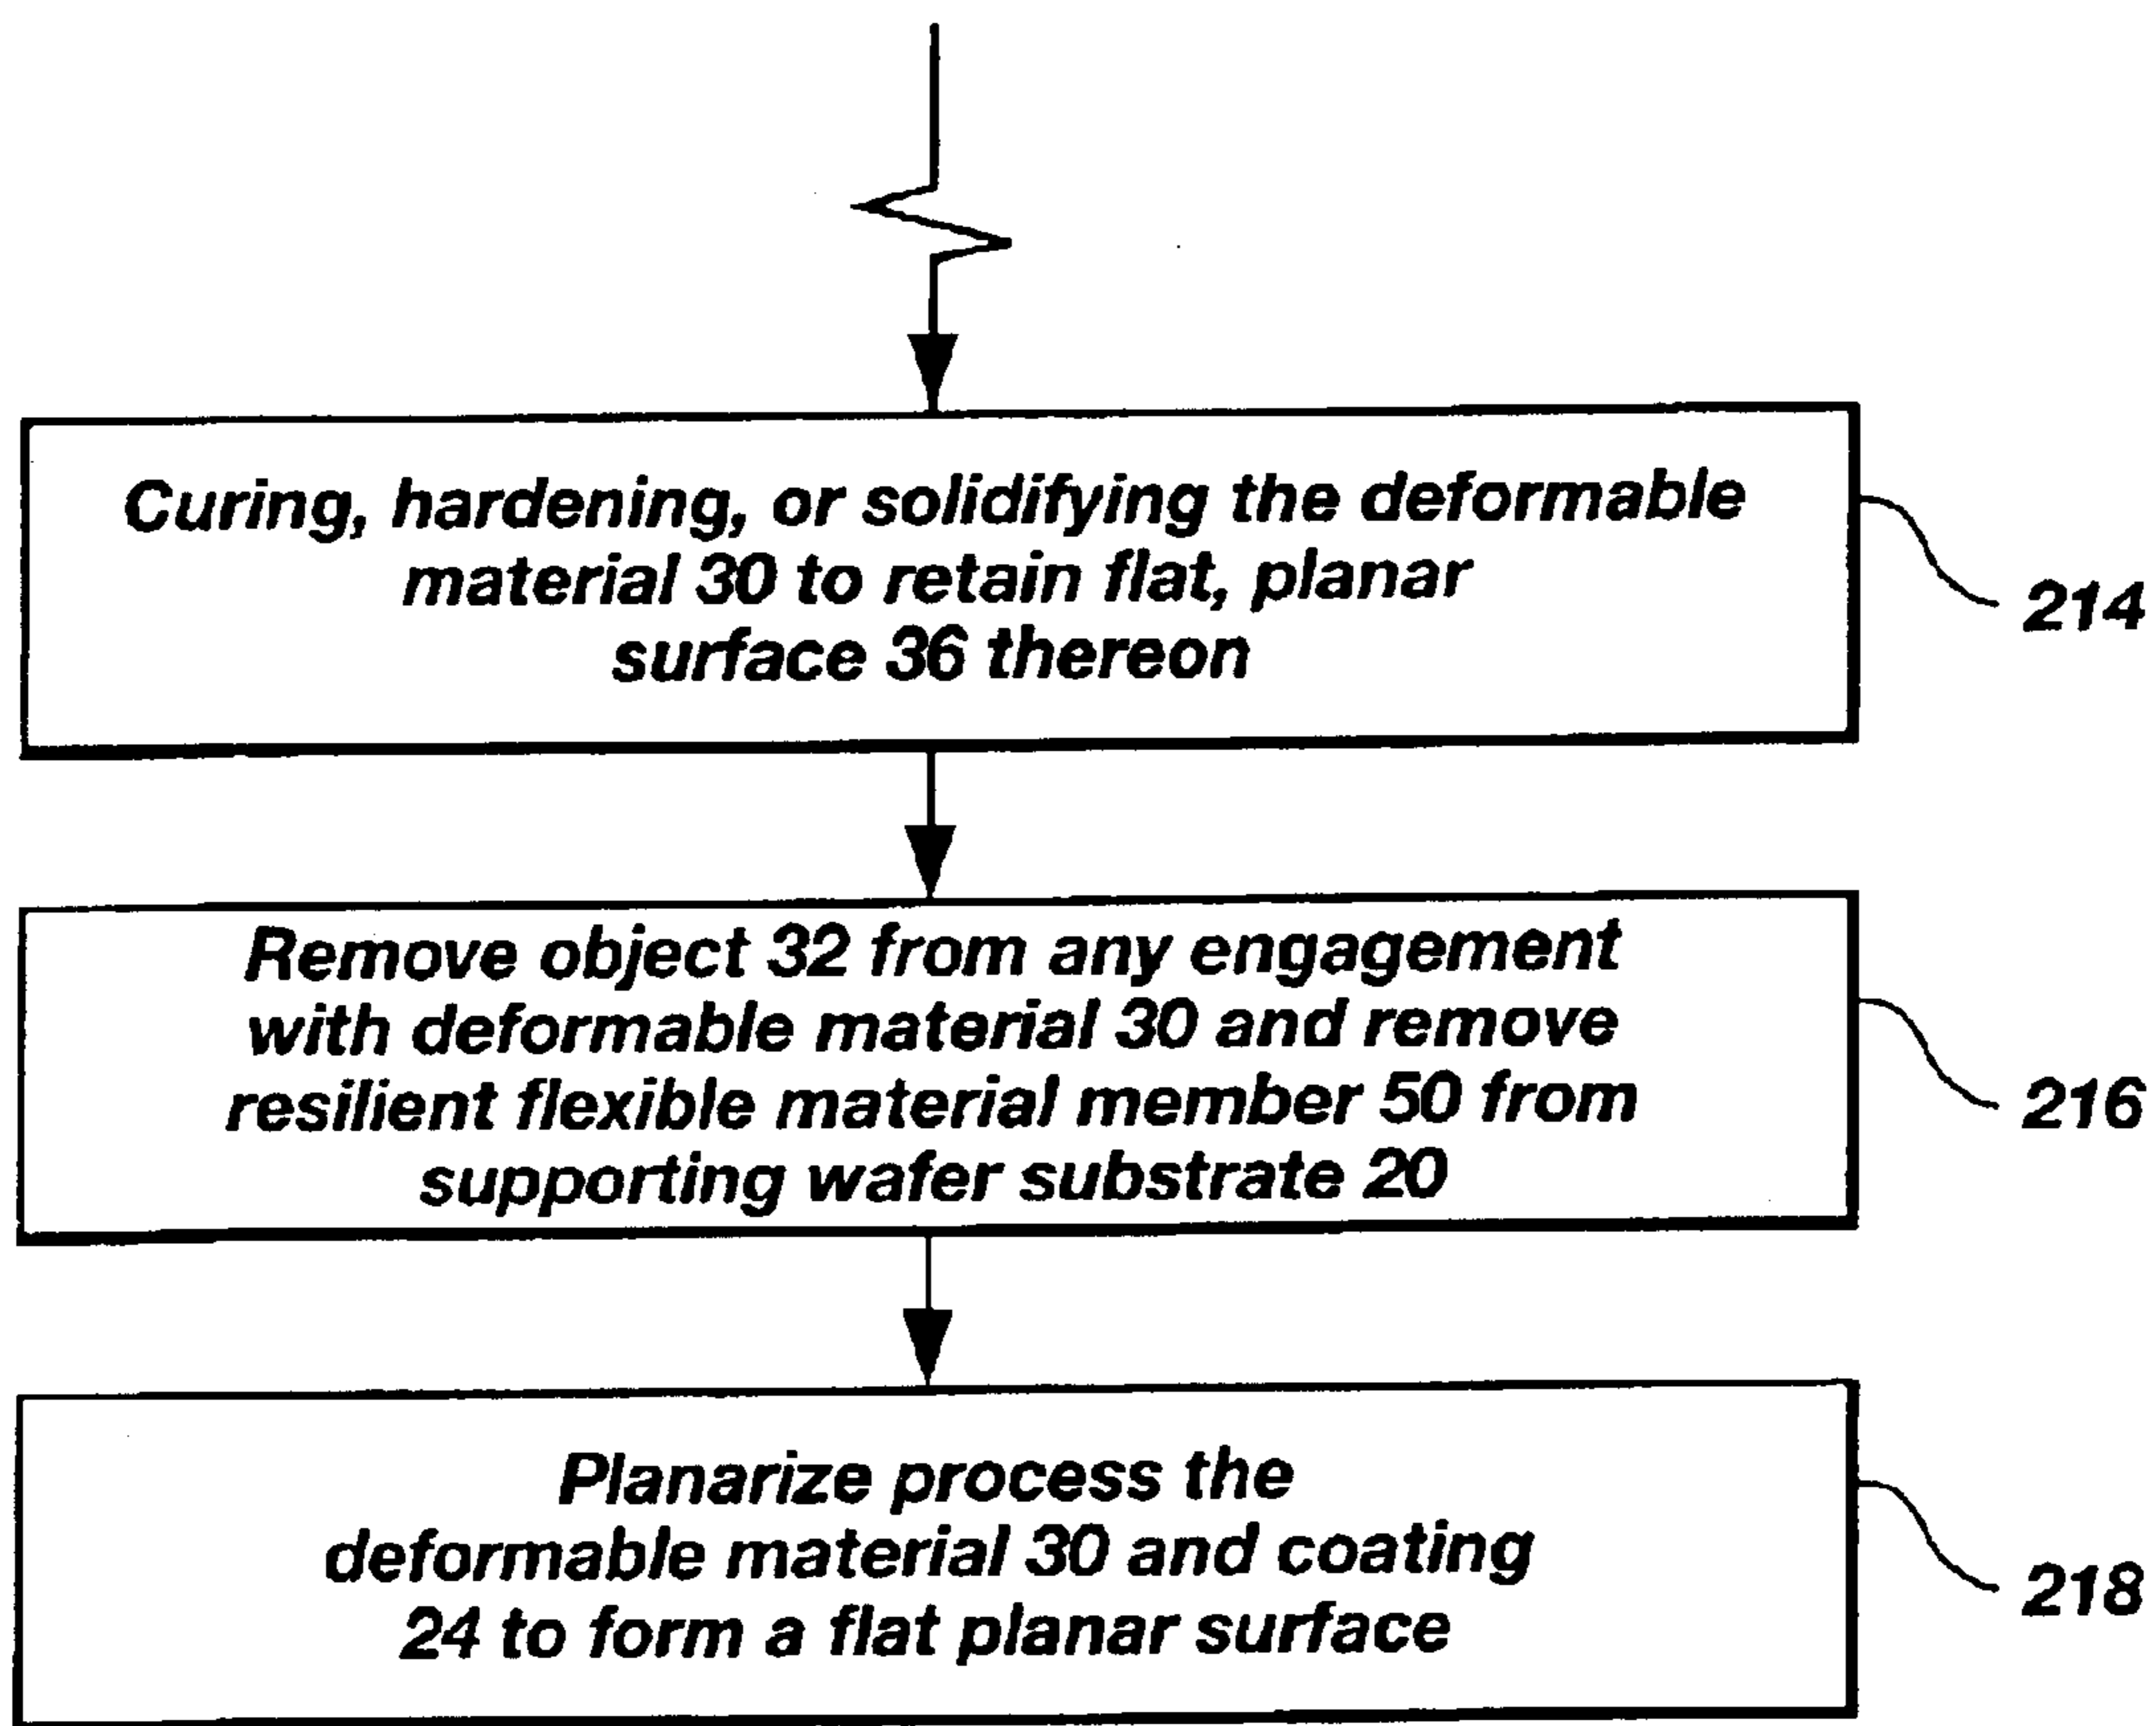 Curing, hardening, or solidifying the deformable
material 30 to retain flat, planar
surface 36 thereon
214
Remove object 32 from any engagement
with deformable material 30 and remove
resilient flexible material member 50 from
supporting wafer substrate 20
216
Planarize process the
deformable material 30 and coating
24 to form a flat planar surface
218